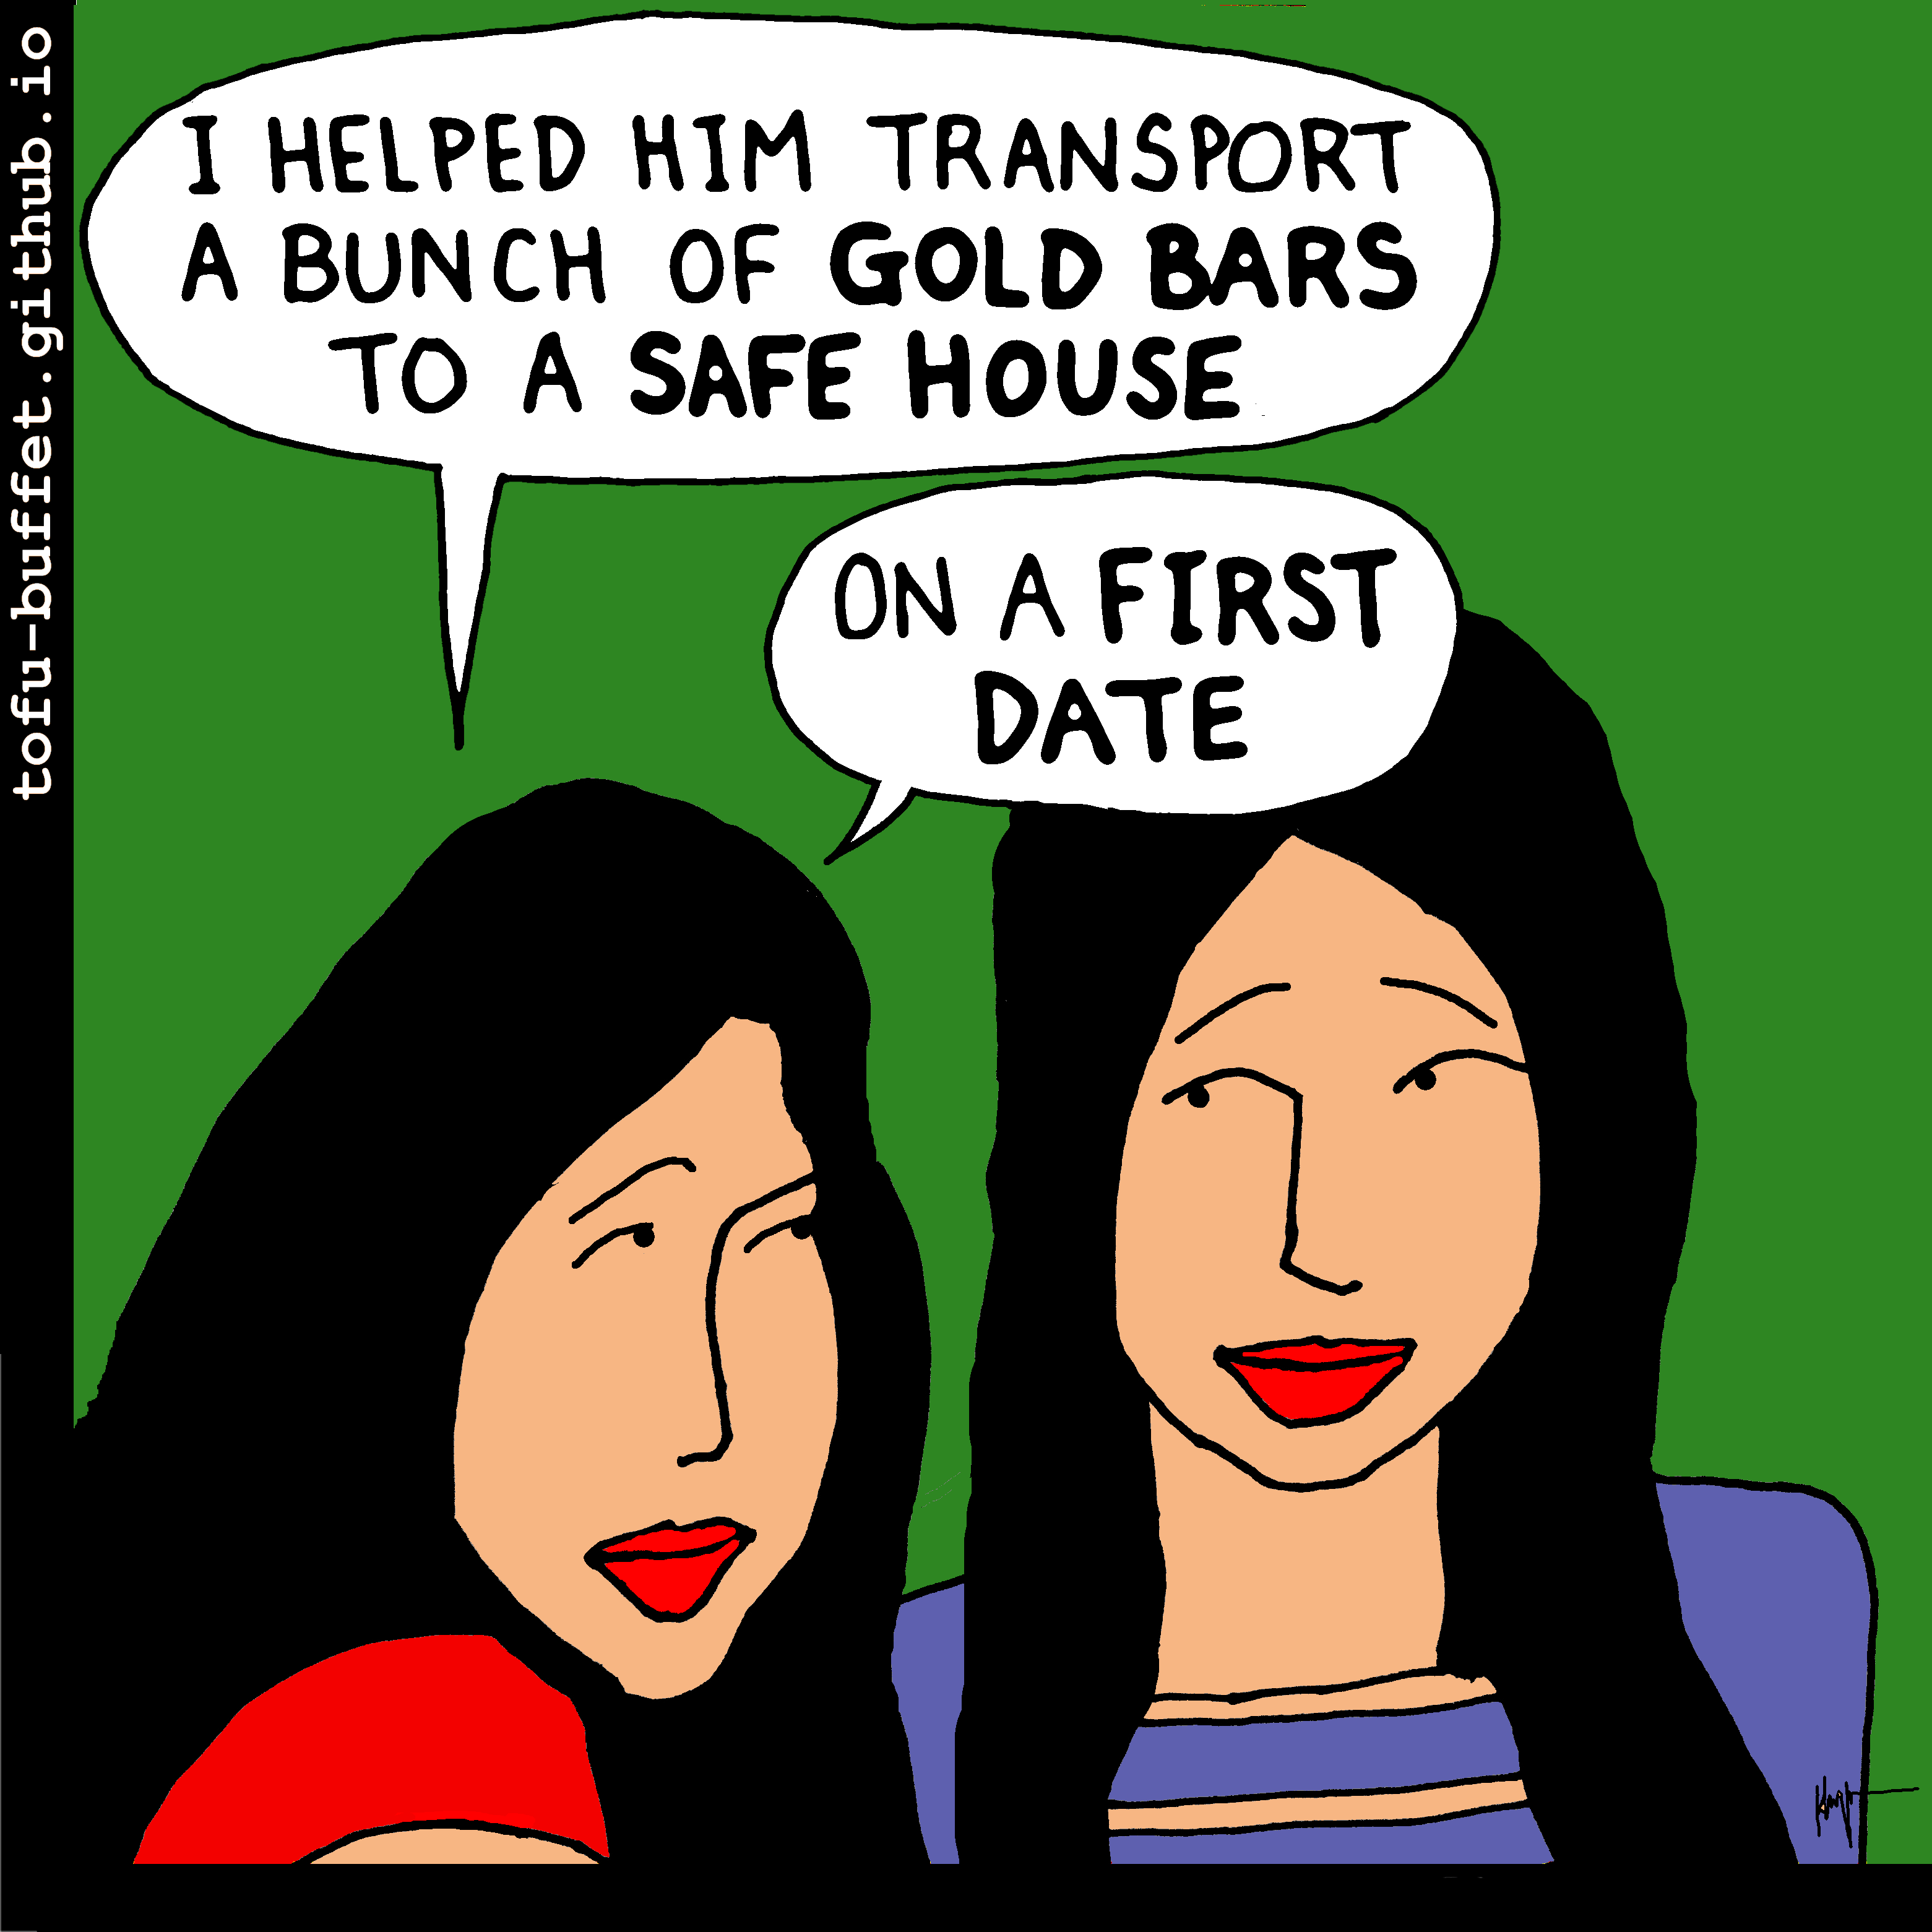 I HELPED HIM TRANSPORT
A BUNCH OF GOLD BARS
TO A SAFE HOUSE
ON A FIRST
DATE
tofu-buffet.github.io